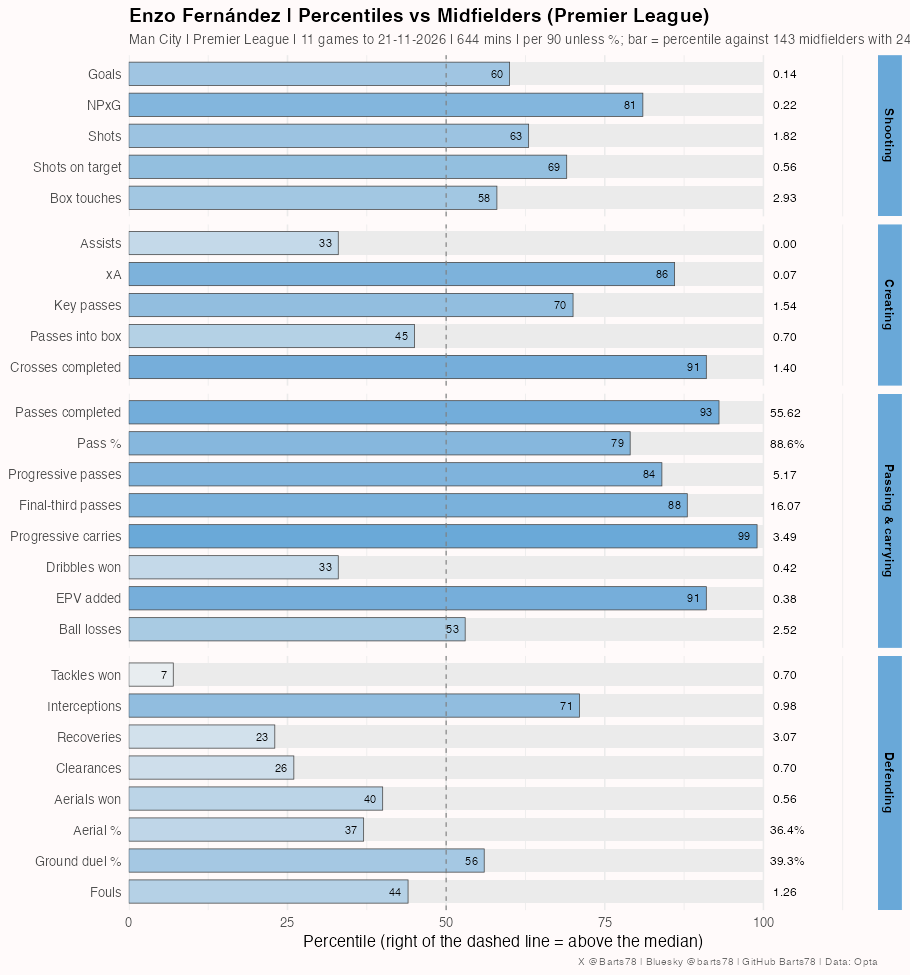 Enzo Fernández | Percentiles vs Midfielders (Premier League)
Man City | Premier League | 11 games to 21-11-2026 | 644 mins | per 90 unless %; bar = percentile against 143 midfielders with 24
Goals 60 0.14
NPxG 81 0.22
Shots 63 1.82
Shots on target 69 0.56
Box touches 58 2.93
Shooting
Assists 33 0.00
xA 86 0.07
Key passes 70 1.54
Passes into box 45 0.70
Crosses completed 91 1.40
Creating
Passes completed 93 55.62
Pass % 79 88.6%
Progressive passes 84 5.17
Final-third passes 88 16.07
Progressive carries 99 3.49
Dribbles won 33 0.42
EPV added 91 0.38
Ball losses 53 2.52
Passing & carrying
Tackles won 7 0.70
Interceptions 71 0.98
Recoveries 23 3.07
Clearances 26 0.70
Aerials won 40 0.56
Aerial % 37 36.4%
Ground duel % 56 39.3%
Fouls 44 1.26
Defending
0 25 50 75 100
Percentile (right of the dashed line = above the median)
X @Barts78 | Bluesky @barts78 | GitHub Barts78 | Data: Opta